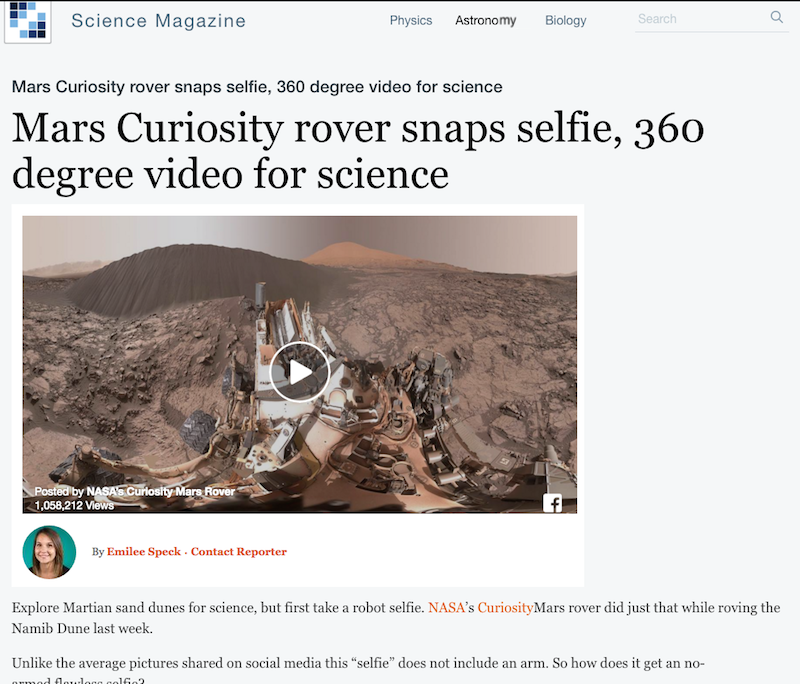 Science Magazine
Physics Astronomy Biology Search
Mars Curiosity rover snaps selfie, 360 degree video for science
Mars Curiosity rover snaps selfie, 360
degree video for science
Posted by NASA's Curiosity Mars Rover
1,058,212 Views
By Emilee Speck · Contact Reporter
Explore Martian sand dunes for science, but first take a robot selfie. NASA’s CuriosityMars rover did just that while roving the
Namib Dune last week.
Unlike the average pictures shared on social media this “selfie” does not include an arm. So how does it get an no-
armed flawless selfie?